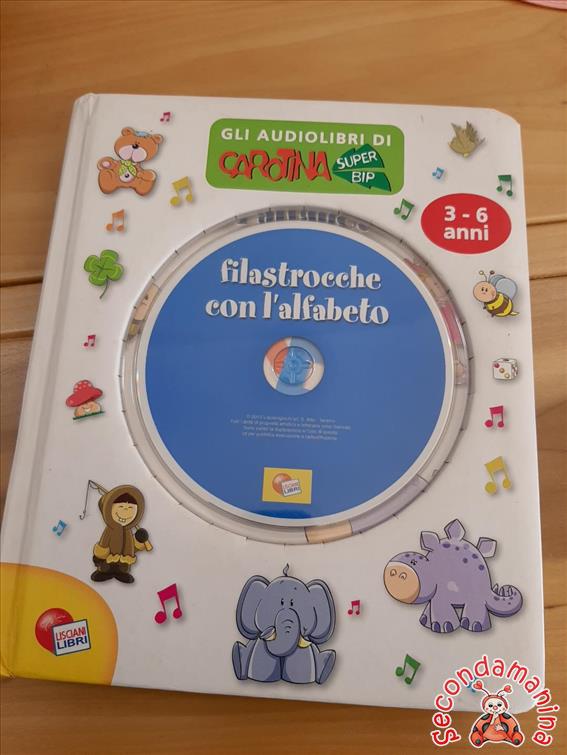 GLI AUDIOLIBRI DI
CAROTINA SUPER
BIP
3 - 6
anni
filastrocche
con l'alfabeto
LISCIANI
LIBRI
LISCIANI
LIBRI
secondamanina